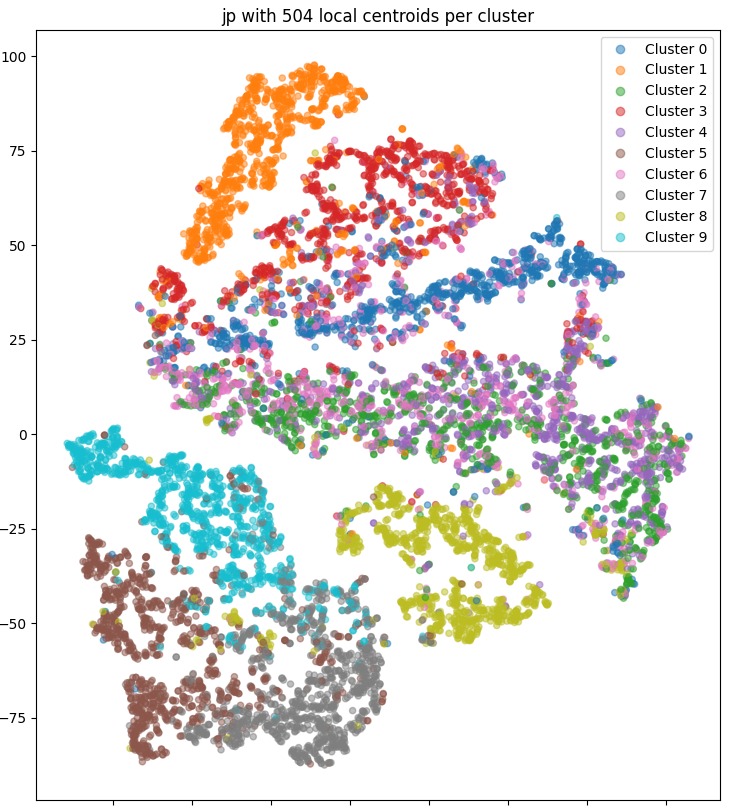 jp with 504 local centroids per cluster
100
75
50
25
0
−25
−50
−75
Cluster 0
Cluster 1
Cluster 2
Cluster 3
Cluster 4
Cluster 5
Cluster 6
Cluster 7
Cluster 8
Cluster 9